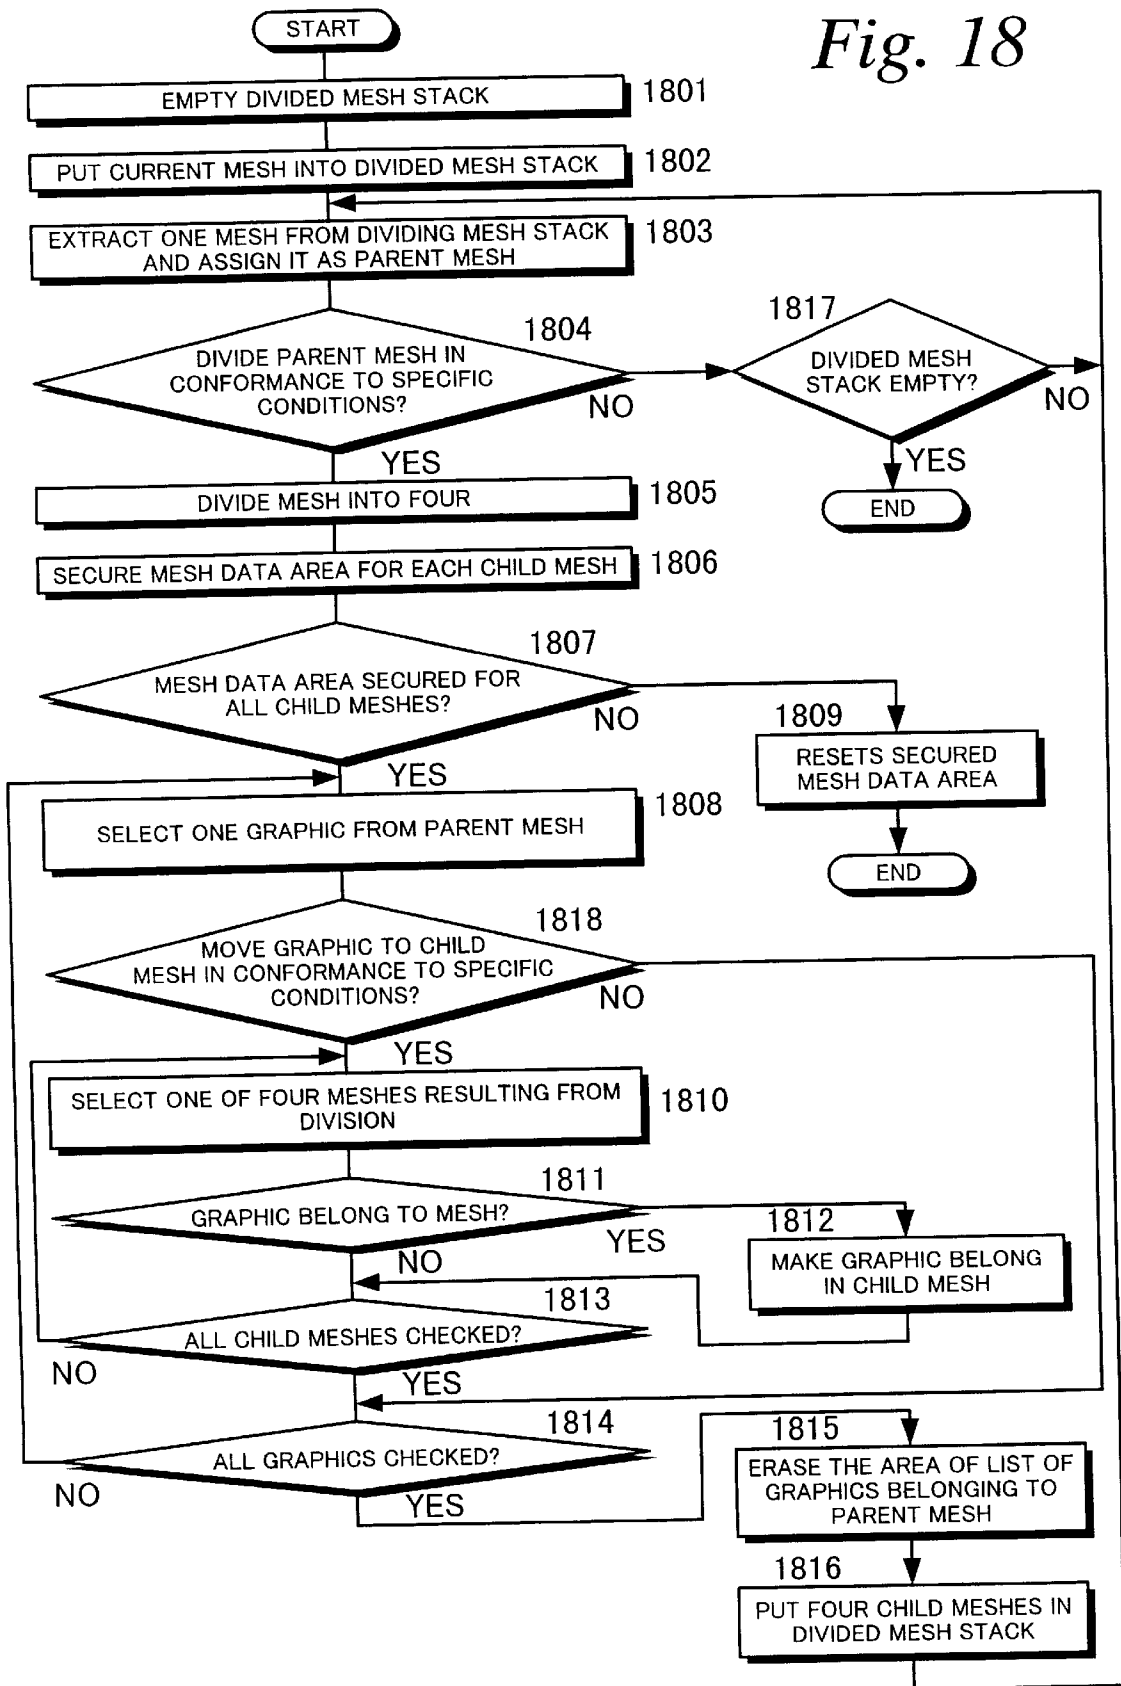 Fig. 18
START
EMPTY DIVIDED MESH STACK
1801
PUT CURRENT MESH INTO DIVIDED MESH STACK
1802
EXTRACT ONE MESH FROM DIVIDING MESH STACK
AND ASSIGN IT AS PARENT MESH
1803
1804
DIVIDE PARENT MESH IN
CONFORMANCE TO SPECIFIC
CONDITIONS?
NO
YES
1817
DIVIDED MESH
STACK EMPTY?
NO
YES
END
DIVIDE MESH INTO FOUR
1805
SECURE MESH DATA AREA FOR EACH CHILD MESH
1806
1807
MESH DATA AREA SECURED FOR
ALL CHILD MESHES?
NO
YES
1809
RESETS SECURED
MESH DATA AREA
END
SELECT ONE GRAPHIC FROM PARENT MESH
1808
1818
MOVE GRAPHIC TO CHILD
MESH IN CONFORMANCE TO SPECIFIC
CONDITIONS?
NO
YES
SELECT ONE OF FOUR MESHES RESULTING FROM
DIVISION
1810
1811
GRAPHIC BELONG TO MESH?
YES
NO
1812
MAKE GRAPHIC BELONG
IN CHILD MESH
1813
ALL CHILD MESHES CHECKED?
NO
YES
1814
ALL GRAPHICS CHECKED?
NO
YES
1815
ERASE THE AREA OF LIST OF
GRAPHICS BELONGING TO
PARENT MESH
1816
PUT FOUR CHILD MESHES IN
DIVIDED MESH STACK